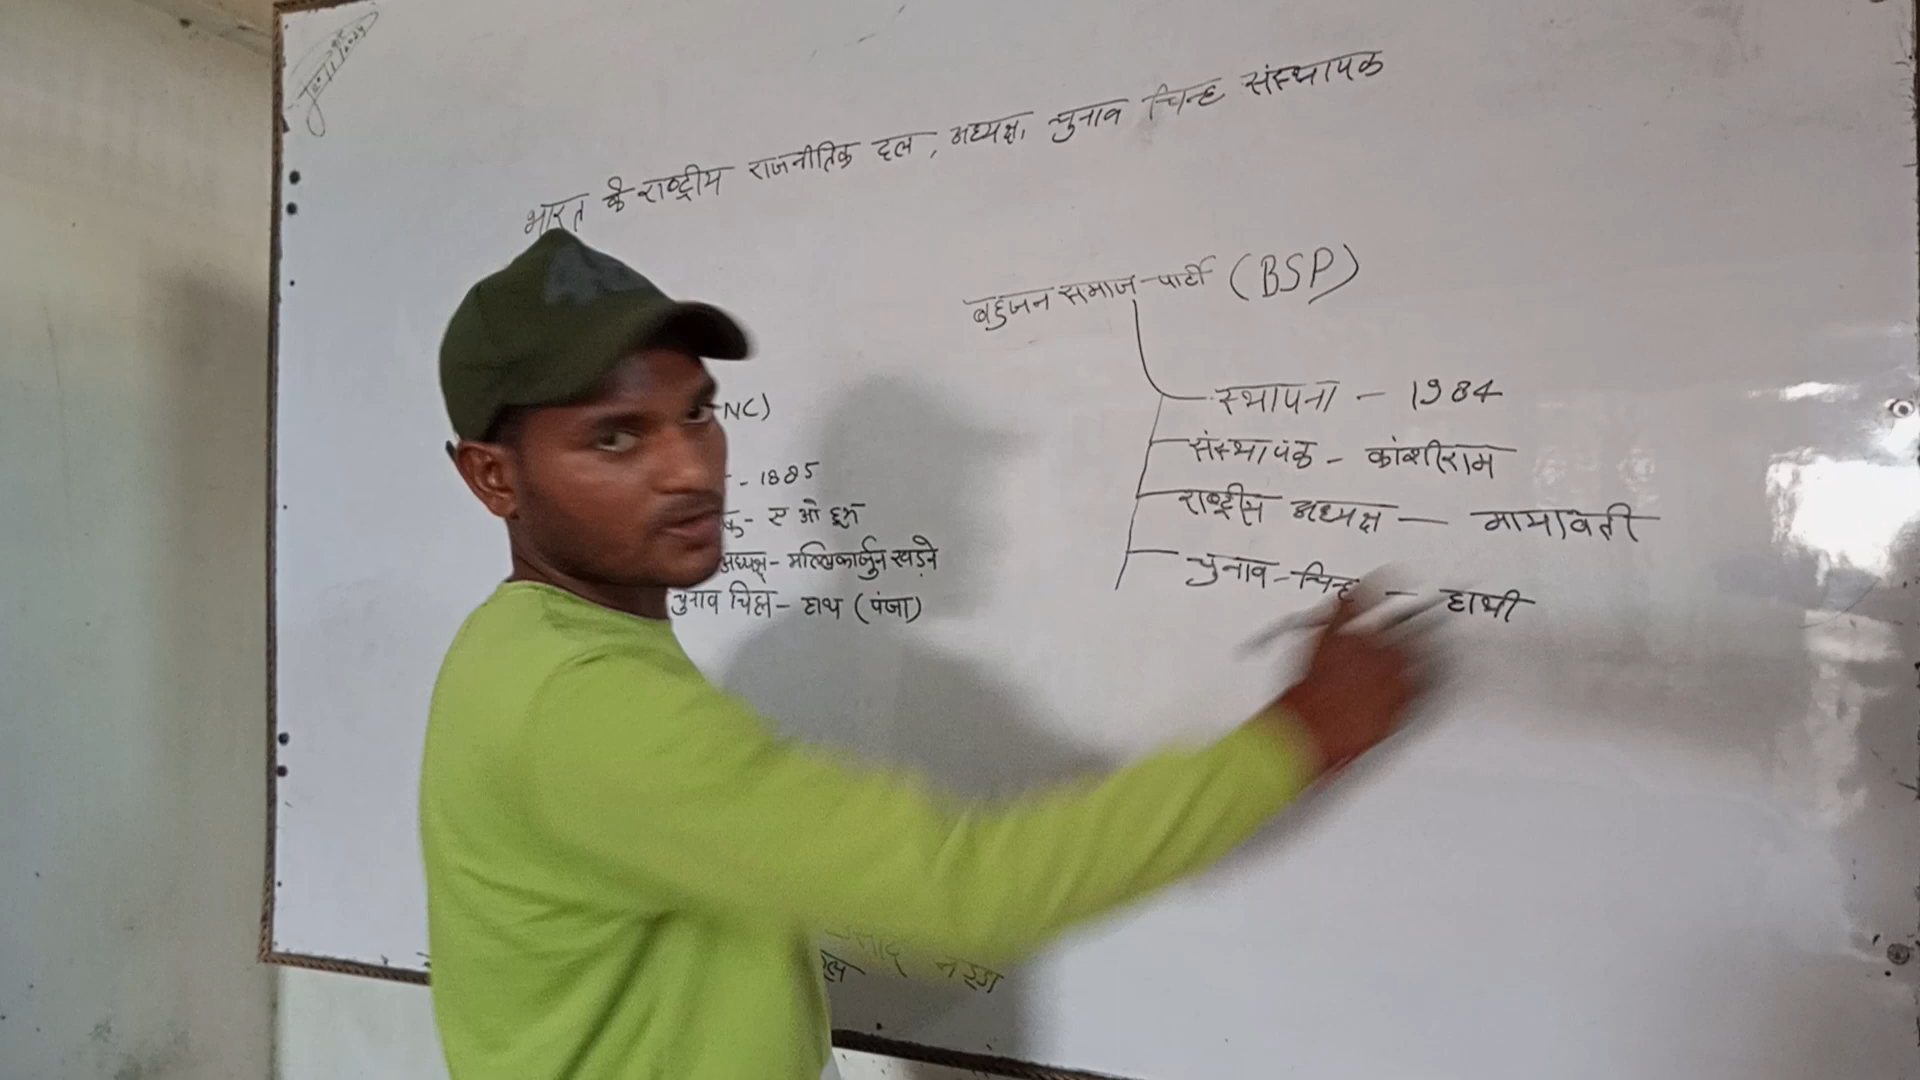 भारत के राष्ट्रीय राजनीतिक दल, अध्यक्ष, चुनाव चिन्ह संस्थापक
NC)
- 1885
क - ए ओ ह्यूम
अध्यक्ष - मल्लिकार्जुन खड़गे
चुनाव चिह्न - हाथ (पंजा)
बहुजन समाज पार्टी (BSP)
स्थापना - 1984
संस्थापक - कांशीराम
राष्ट्रीय अध्यक्ष - मायावती
चुनाव-चिन्ह - हाथी